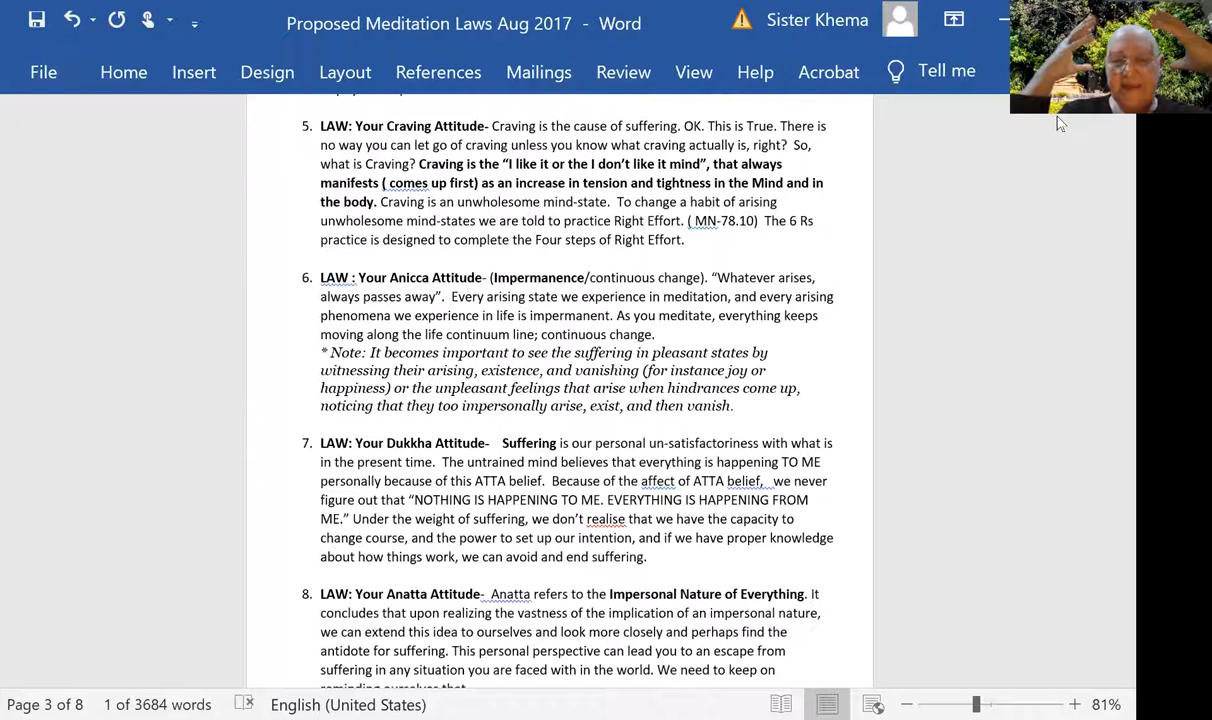 Proposed Meditation Laws Aug 2017 - Word
Sister Khema
File Home Insert Design Layout References Mailings Review View Help Acrobat Tell me
5. LAW: Your Craving Attitude- Craving is the cause of suffering. OK. This is True. There is
no way you can let go of craving unless you know what craving actually is, right? So,
what is Craving? Craving is the “I like it or the I don’t like it mind”, that always
manifests ( comes up first) as an increase in tension and tightness in the Mind and in
the body. Craving is an unwholesome mind-state. To change a habit of arising
unwholesome mind-states we are told to practice Right Effort. ( MN-78.10) The 6 Rs
practice is designed to complete the Four steps of Right Effort.
6. LAW : Your Anicca Attitude- (Impermanence/continuous change). “Whatever arises,
always passes away”. Every arising state we experience in meditation, and every arising
phenomena we experience in life is impermanent. As you meditate, everything keeps
moving along the life continuum line; continuous change.
* Note: It becomes important to see the suffering in pleasant states by
witnessing their arising, existence, and vanishing (for instance joy or
happiness) or the unpleasant feelings that arise when hindrances come up,
noticing that they too impersonally arise, exist, and then vanish.
7. LAW: Your Dukkha Attitude- Suffering is our personal un-satisfactoriness with what is
in the present time. The untrained mind believes that everything is happening TO ME
personally because of this ATTA belief. Because of the affect of ATTA belief, we never
figure out that “NOTHING IS HAPPENING TO ME. EVERYTHING IS HAPPENING FROM
ME.” Under the weight of suffering, we don’t realise that we have the capacity to
change course, and the power to set up our intention, and if we have proper knowledge
about how things work, we can avoid and end suffering.
8. LAW: Your Anatta Attitude- Anatta refers to the Impersonal Nature of Everything. It
concludes that upon realizing the vastness of the implication of an impersonal nature,
we can extend this idea to ourselves and look more closely and perhaps find the
antidote for suffering. This personal perspective can lead you to an escape from
suffering in any situation you are faced with in the world. We need to keep on
reminding ourselves that
Page 3 of 8 1 of 3684 words English (United States) 81%